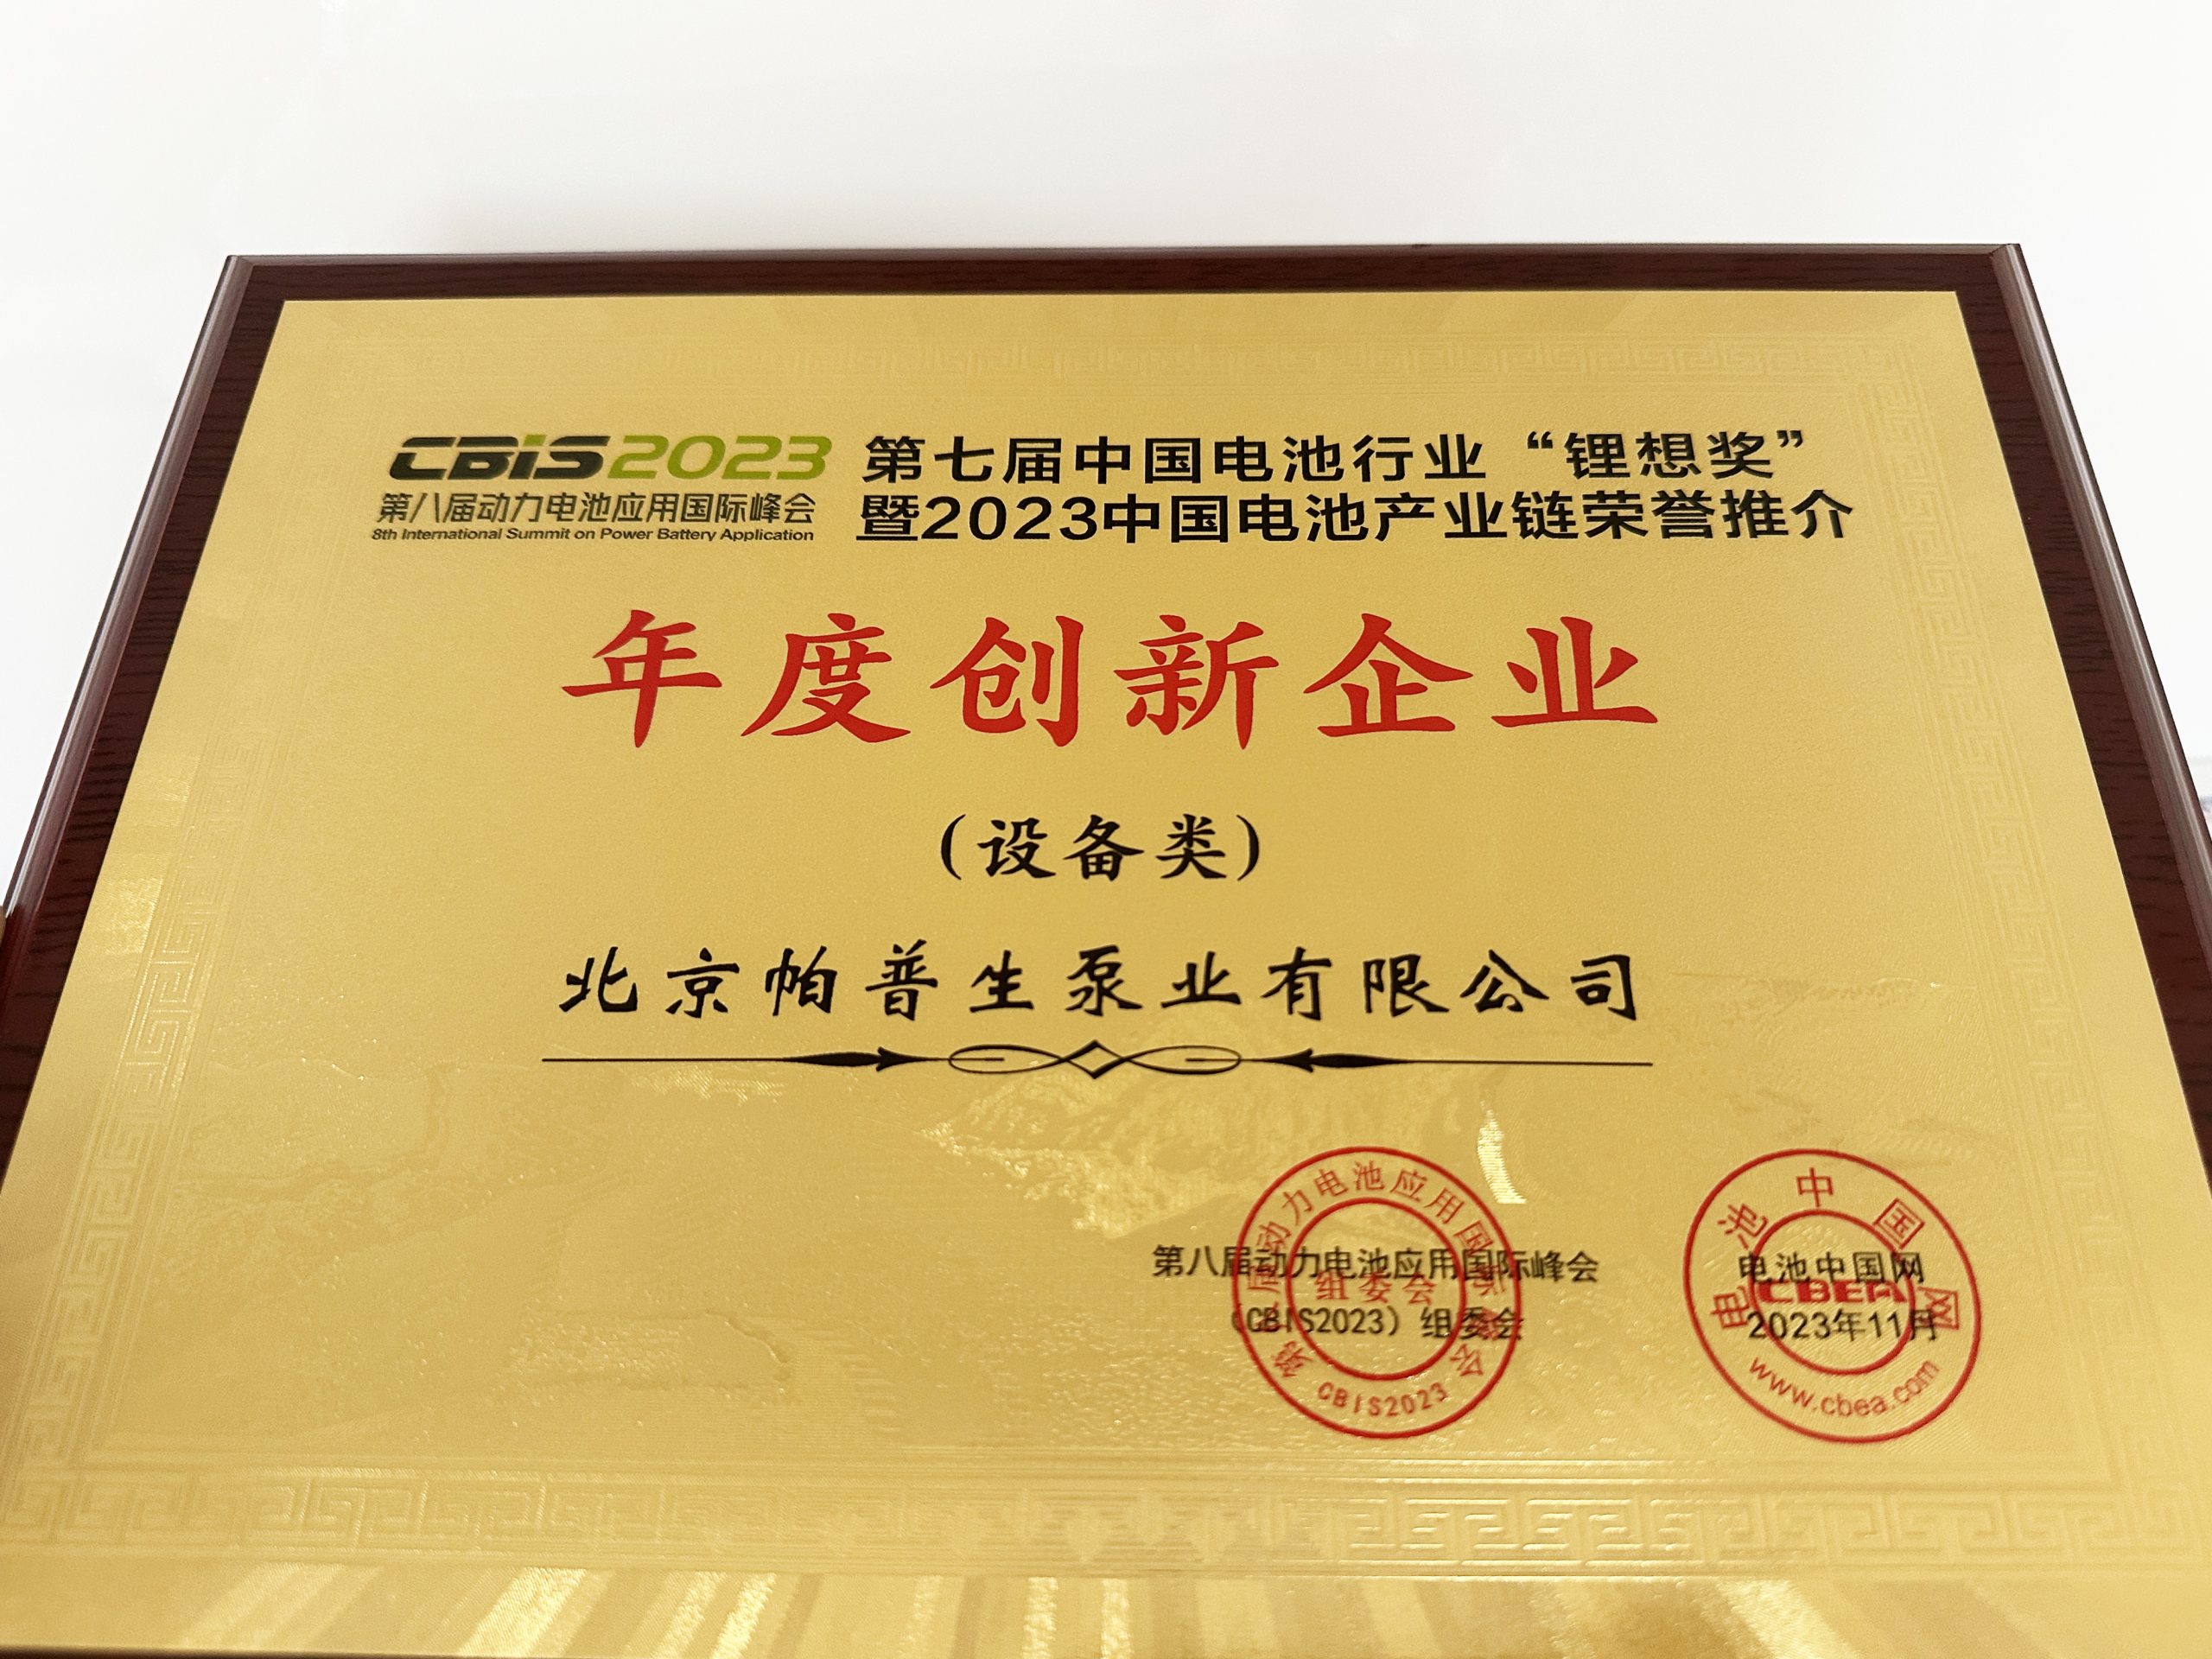 CBIS2023
第八届动力电池应用国际峰会
8th International Summit on Power Battery Application
第七届中国电池行业“锂想奖”
暨2023中国电池产业链荣誉推介
年度创新企业
(设备类)
北京帕普生泵业有限公司
第八届动力电池应用国际峰会
(CBIS2023)组委会
第八届动力电池应用国际峰会
组委会
CBIS2023
电池中国网
2023年11月
电池中国网
CBEA
www.cbea.com